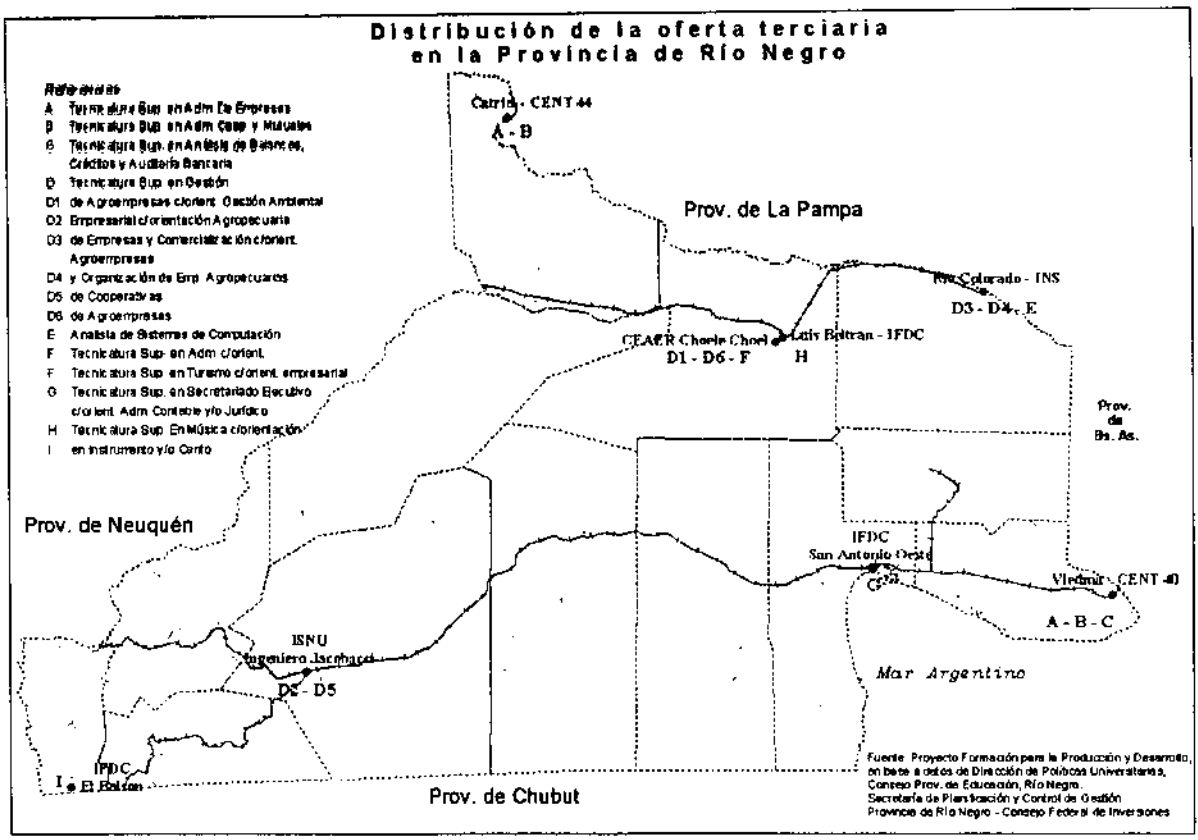 Distribución de la oferta terciaria
en la Provincia de Río Negro
Referencias
A Tecnicatura Sup. en Adm De Empresas
B Tecnicatura Sup. en Adm Coop y Mutuales
C Tecnicatura Sup. en Análisis de Balances,
Créditos y Auditoría Bancaria
D Tecnicatura Sup. en Gestión
D1 de Agroempresas c/orient. Gestión Ambiental
D2 Empresarial c/orientación Agropecuaria
D3 de Empresas y Comercialización c/orient.
Agroempresas
D4 y Organización de Emp. Agropecuarias
D5 de Cooperativas
D6 de Agroempresas
E Analista de Sistemas de Computación
F Tecnicatura Sup. en Adm c/orient.
F Tecnicatura Sup. en Turismo c/orient. empresarial
G Tecnicatura Sup. en Secretariado Ejecutivo
c/orient. Adm Contable y/o Jurídico
H Tecnicatura Sup. En Música c/orientación
I en Instrumento y/o Canto
Catriel - CENT 44
A - B
Prov. de La Pampa
Río Colorado - INS
D3 - D4 - E
CEAER Choele Choel
D1 - D6 - F
Luis Beltran - IFDC
H
Prov.
de
Bs. As.
Prov. de Neuquén
IFDC
San Antonio Oeste
Viedma - CENT 40
A - B - C
ISNU
Ingeniero Jacobacci
D2 - D5
Mar Argentino
IFDC
I - El Bolson
Prov. de Chubut
Fuente: Proyecto Formación para la Producción y Desarrollo,
en base a datos de Dirección de Políticas Universitarias,
Consejo Prov. de Educación, Río Negro.
Secretaría de Planificación y Control de Gestión
Provincia de Río Negro - Consejo Federal de Inversiones